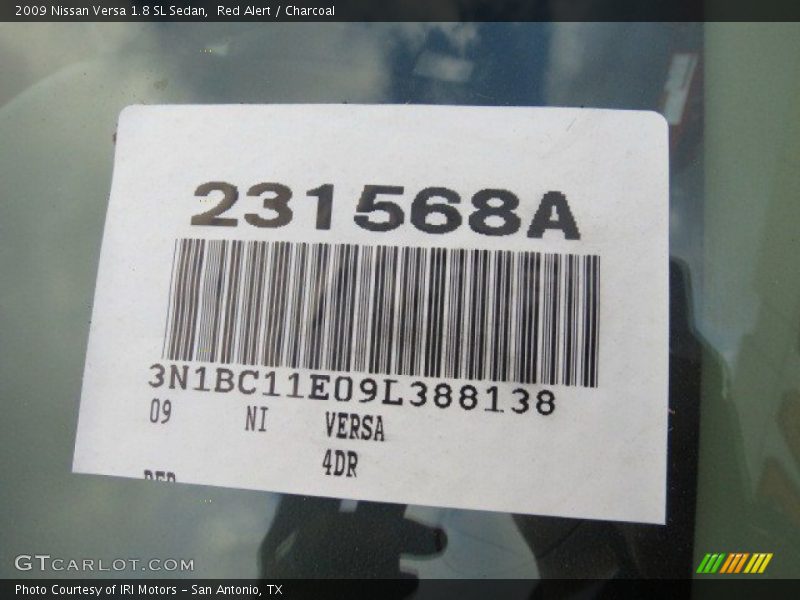 2009 Nissan Versa 1.8 SL Sedan, Red Alert / Charcoal
231568A
3N1BC11E09L388138
09 NI VERSA
4DR
GTCARLOT.COM
Photo Courtesy of IRI Motors - San Antonio, TX